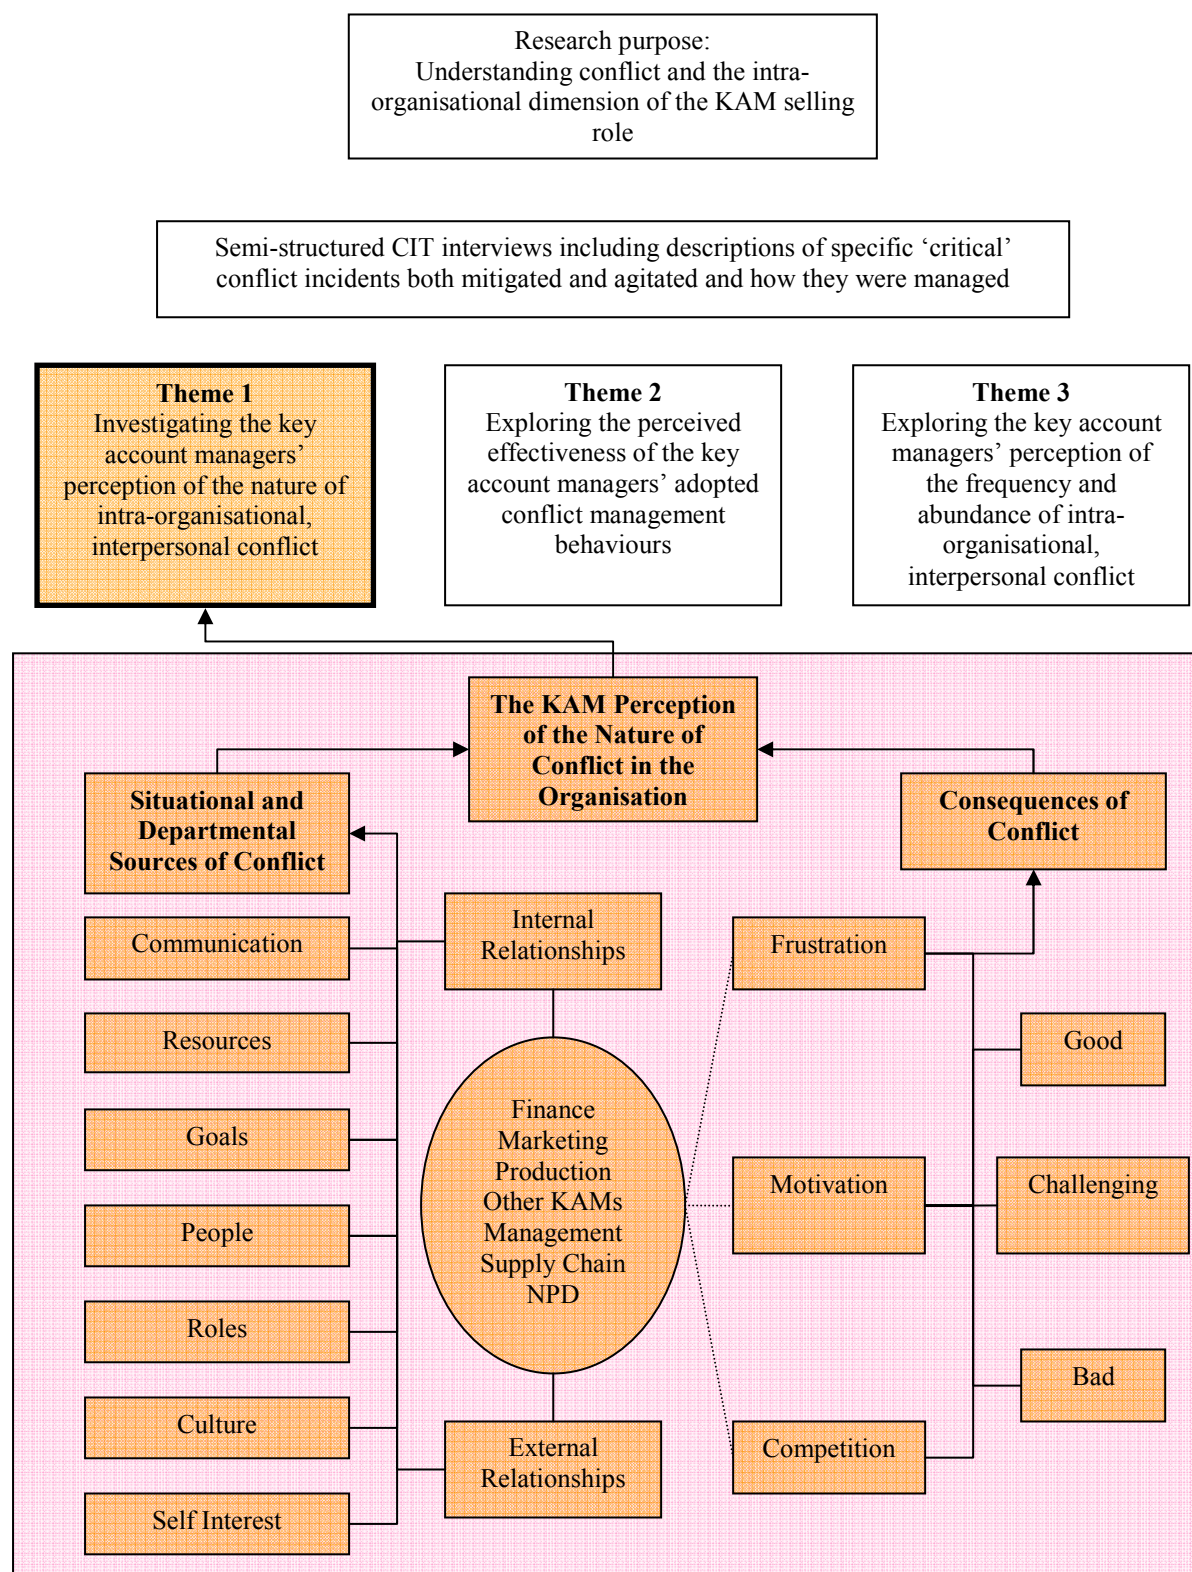 Research purpose:
Understanding conflict and the intra-
organisational dimension of the KAM selling
role
Semi-structured CIT interviews including descriptions of specific ‘critical’
conflict incidents both mitigated and agitated and how they were managed
Theme 1
Investigating the key
account managers’
perception of the nature of
intra-organisational,
interpersonal conflict
Theme 2
Exploring the perceived
effectiveness of the key
account managers’ adopted
conflict management
behaviours
Theme 3
Exploring the key account
managers’ perception of
the frequency and
abundance of intra-
organisational,
interpersonal conflict
The KAM Perception
of the Nature of
Conflict in the
Organisation
Situational and
Departmental
Sources of Conflict
Consequences of
Conflict
Communication
Resources
Goals
People
Roles
Culture
Self Interest
Internal
Relationships
Finance
Marketing
Production
Other KAMs
Management
Supply Chain
NPD
External
Relationships
Frustration
Motivation
Competition
Good
Challenging
Bad